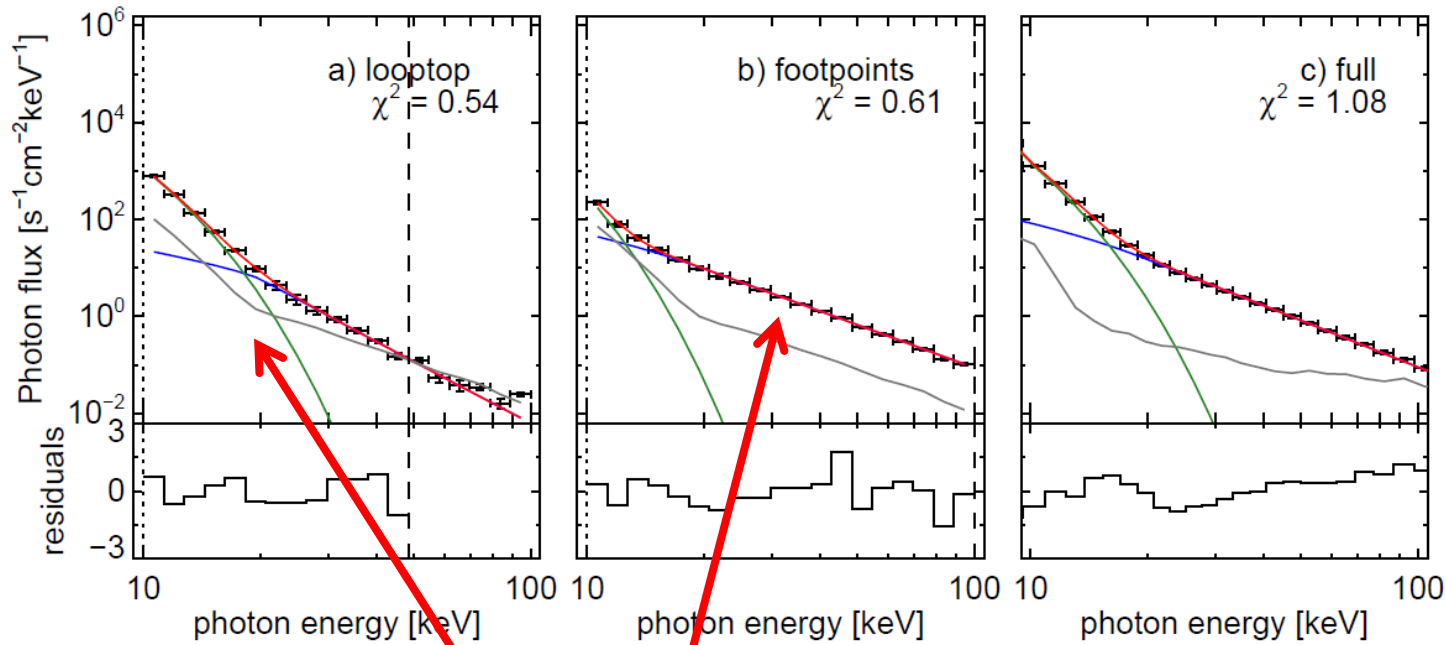 10⁶
10⁴
10²
10⁰
10⁻²
3
0
−3
Photon flux [s⁻¹cm⁻²keV⁻¹]
residuals
a) looptop
χ² = 0.54
10
100
photon energy [keV]
b) footpoints
χ² = 0.61
10
100
photon energy [keV]
c) full
χ² = 1.08
10
100
photon energy [keV]